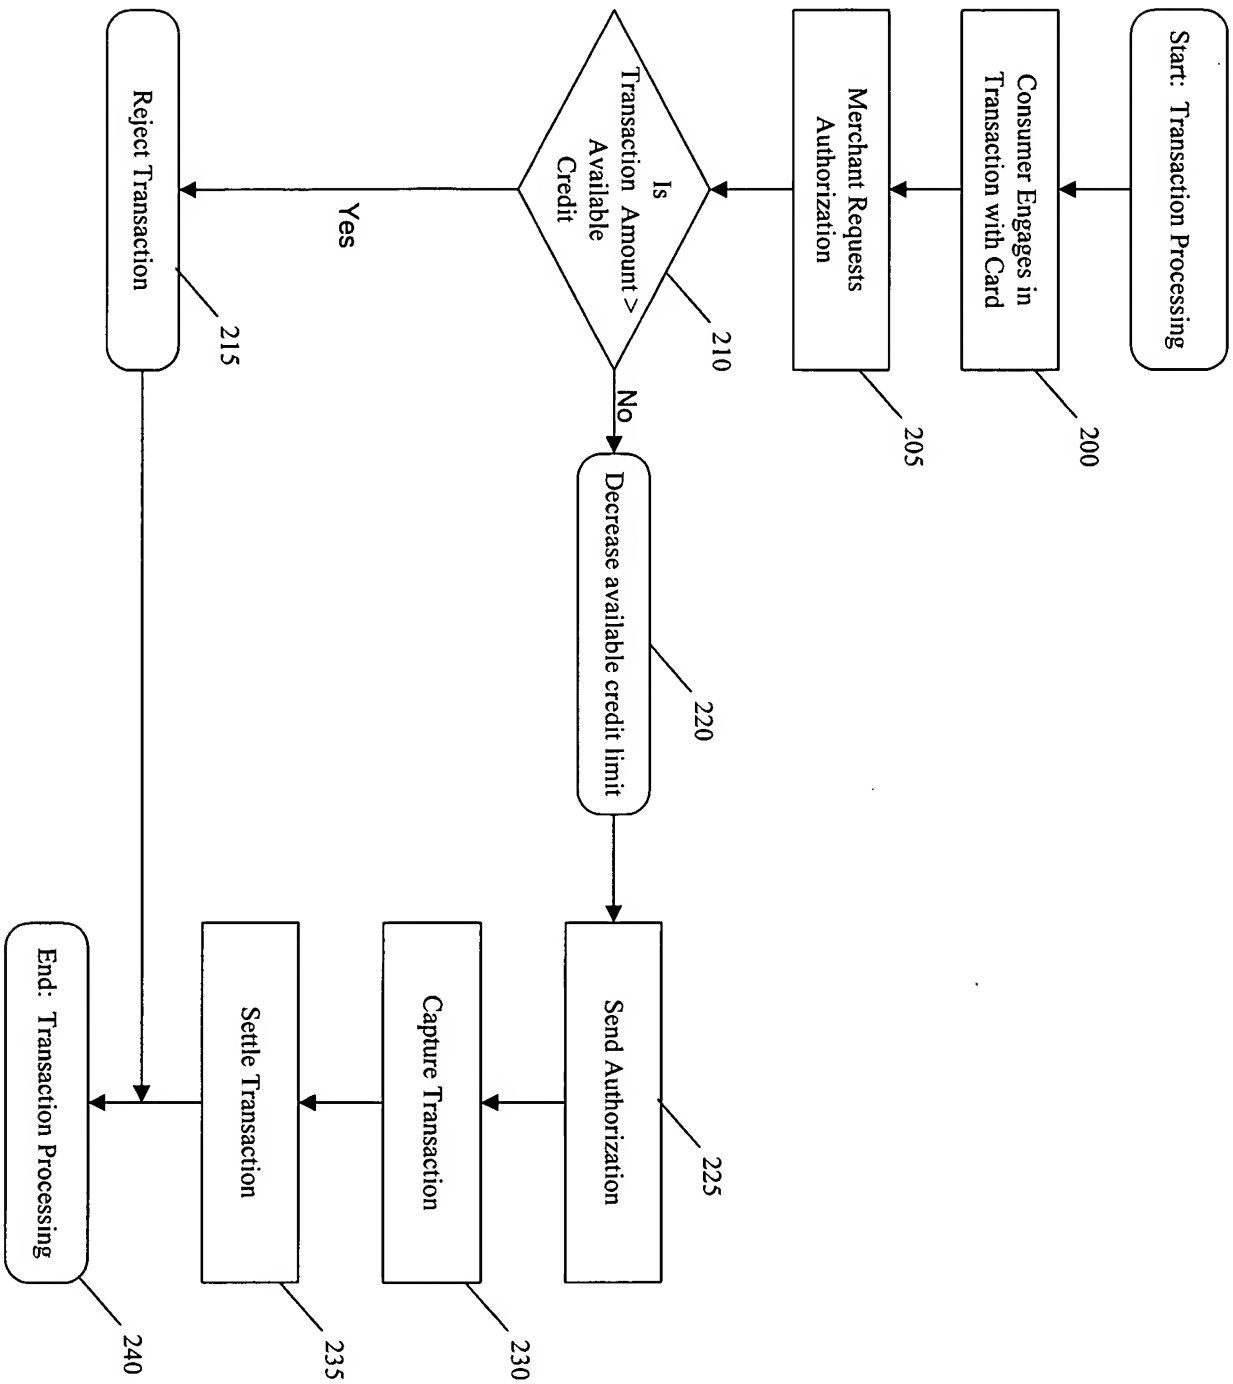 Start: Transaction Processing
Consumer Engages in
Transaction with Card
200
Merchant Requests
Authorization
205
Is
Transaction Amount >
Available
Credit
210
Yes
No
Reject Transaction
215
Decrease available credit limit
220
Send Authorization
225
Capture Transaction
230
Settle Transaction
235
End: Transaction Processing
240